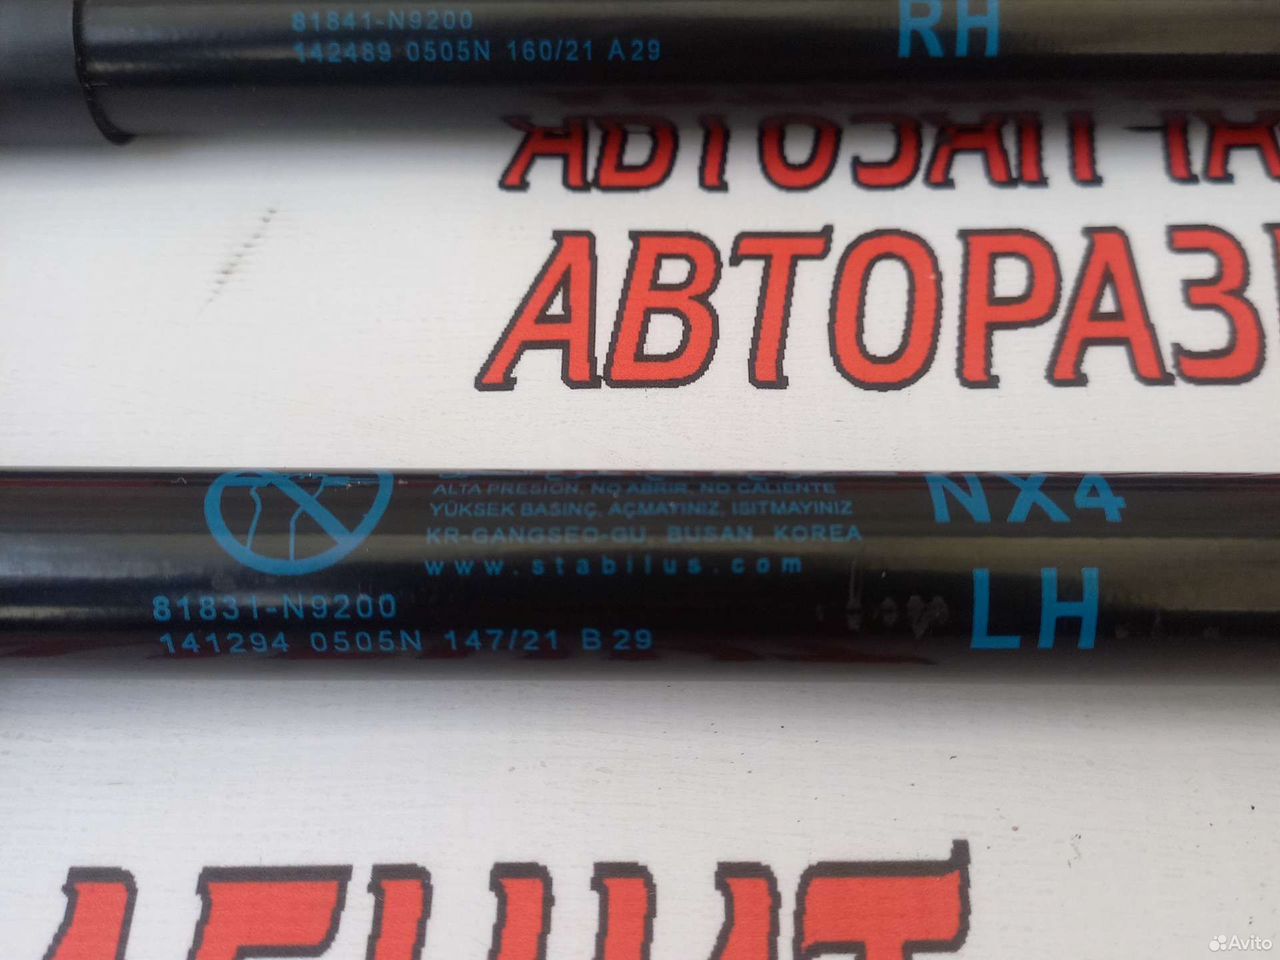 81841-N9200
142489 0505N 160/21 A29
RH
АВТОЗАПЧА
АВТОРАЗ
ALTA PRESION, NO ABRIR, NO CALIENTE
YÜKSEK BASINÇ, AÇMAYINIZ, ISITMAYINIZ
KR-GANGSEO-GU, BUSAN, KOREA
www.stabilus.com
NX4
81831-N9200
141294 0505N 147/21 B29
LH
Avito